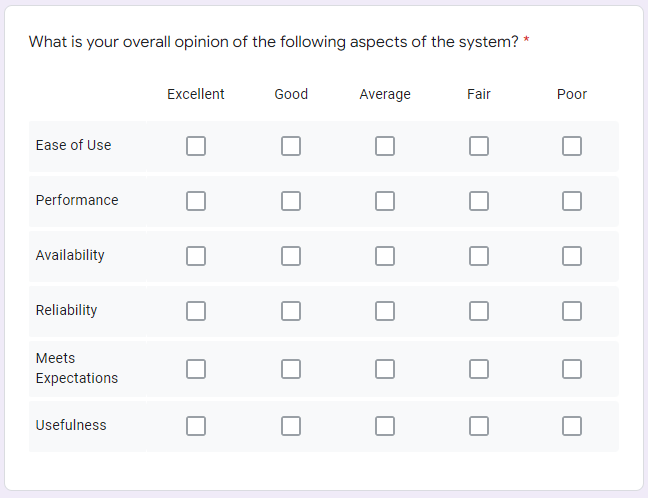 What is your overall opinion of the following aspects of the system? *
Excellent Good Average Fair Poor
Ease of Use
Performance
Availability
Reliability
Meets
Expectations
Usefulness